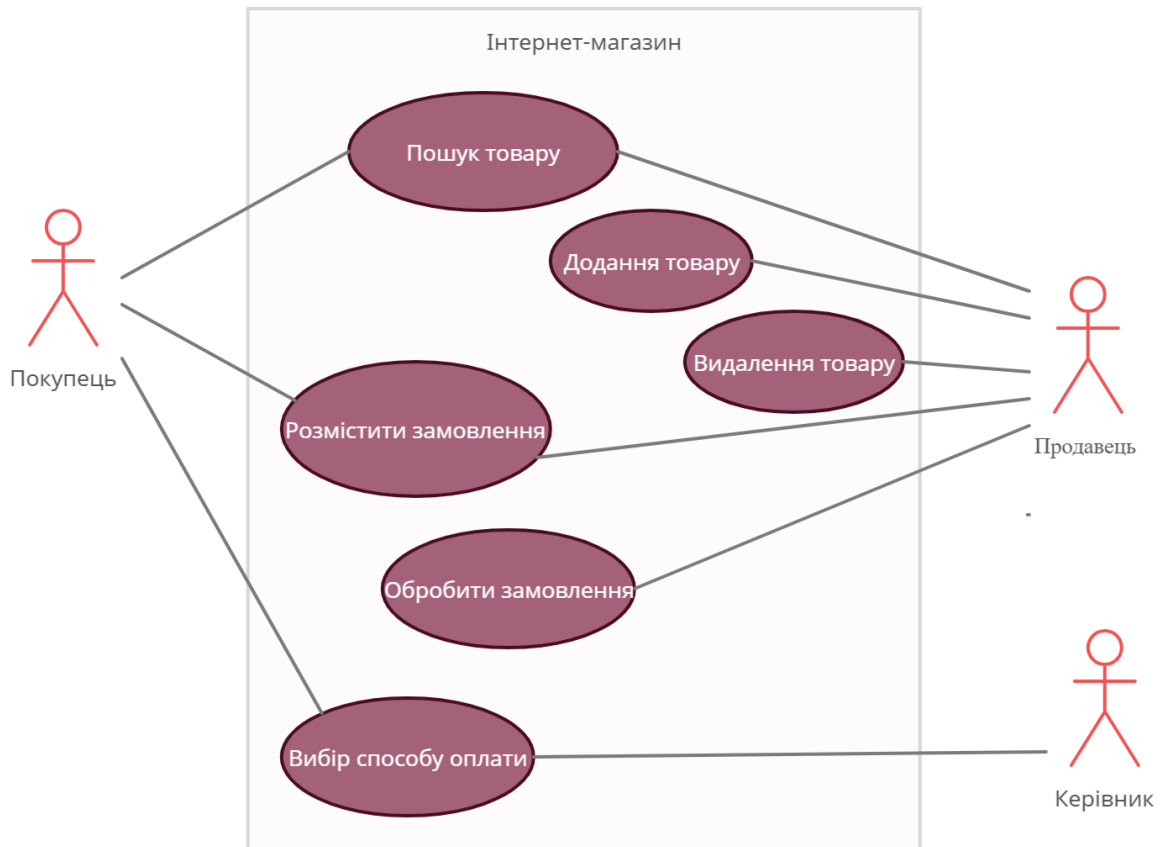 Інтернет-магазин
Пошук товару
Додання товару
Видалення товару
Покупець
Розмістити замовлення
Продавець
Обробити замовлення
Вибір способу оплати
Керівник